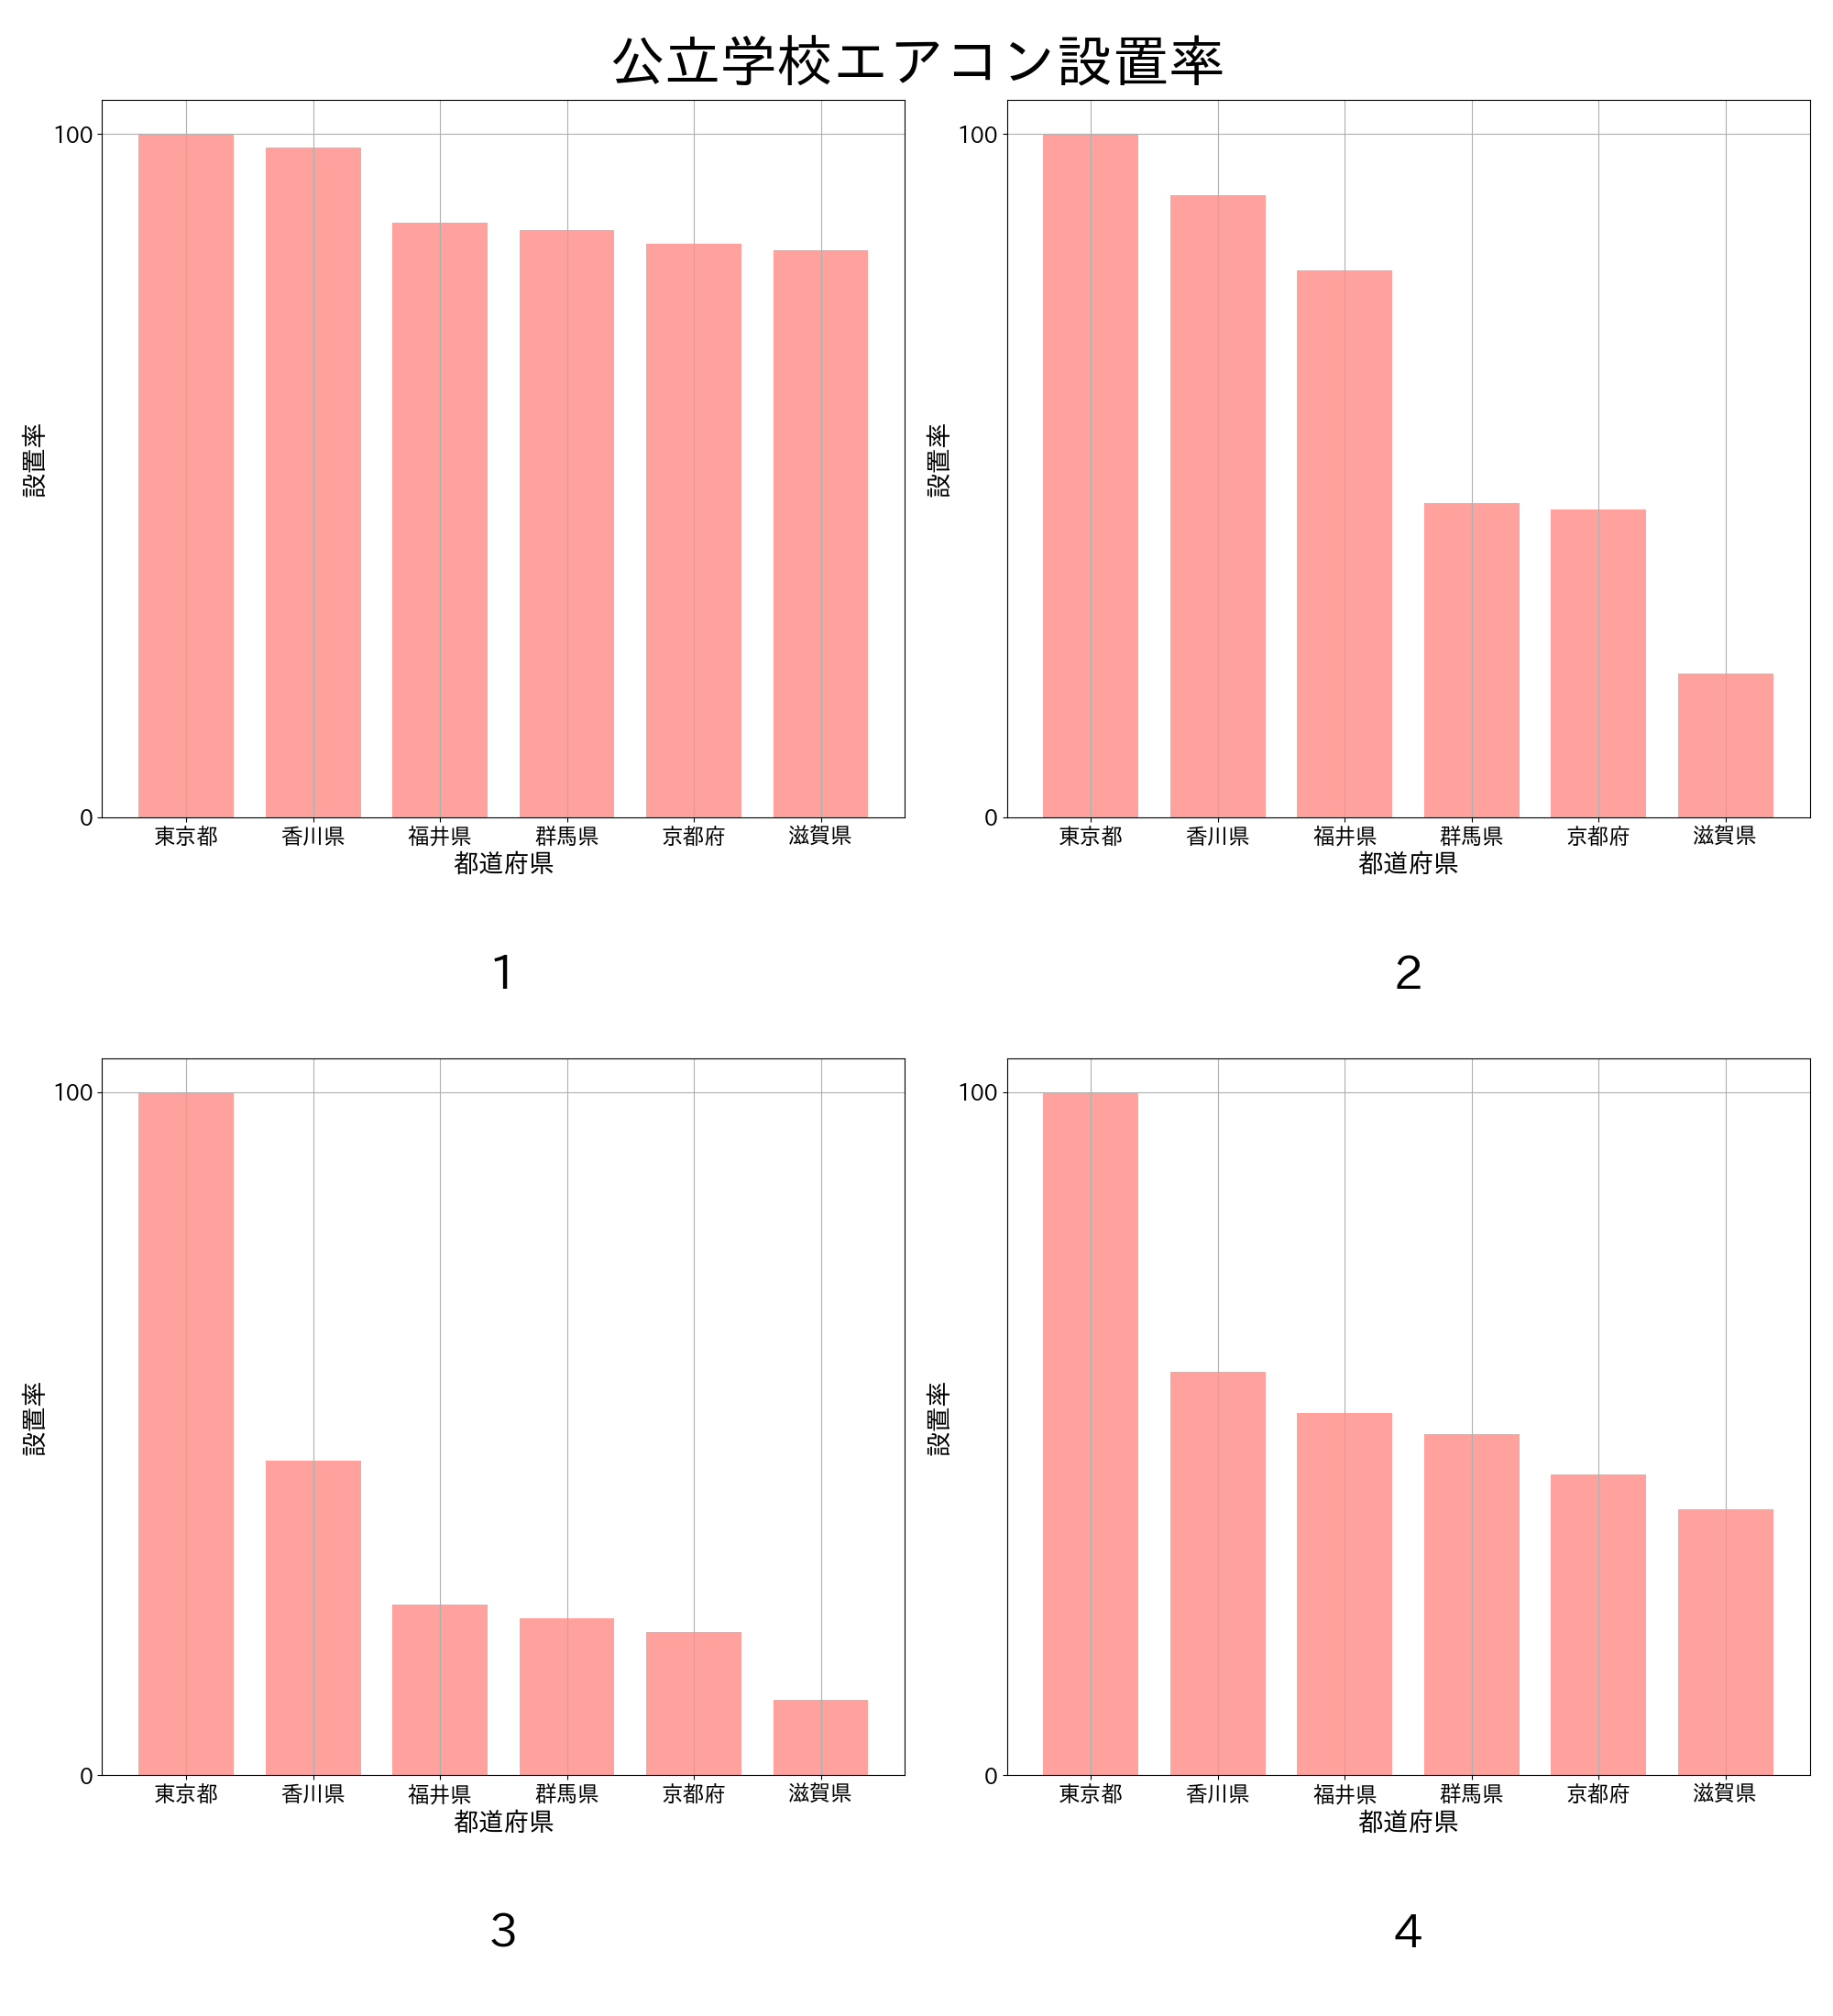 公立学校エアコン設置率
100
設置率
0
東京都 香川県 福井県 群馬県 京都府 滋賀県
都道府県
1
100
設置率
0
東京都 香川県 福井県 群馬県 京都府 滋賀県
都道府県
2
100
設置率
0
東京都 香川県 福井県 群馬県 京都府 滋賀県
都道府県
3
100
設置率
0
東京都 香川県 福井県 群馬県 京都府 滋賀県
都道府県
4